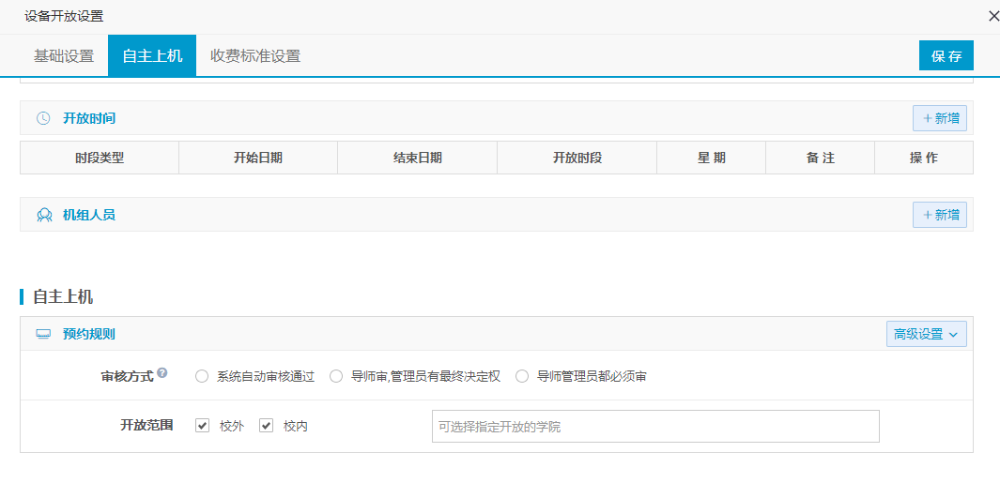 设备开放设置
基础设置 自主上机 收费标准设置 保 存
开放时间 +新增
时段类型 开始日期 结束日期 开放时段 星 期 备 注 操 作
机组人员 +新增
自主上机
预约规则 高级设置
审核方式 ? 系统自动审核通过 导师审,管理员有最终决定权 导师管理员都必须审
开放范围 校外 校内 可选择指定开放的学院